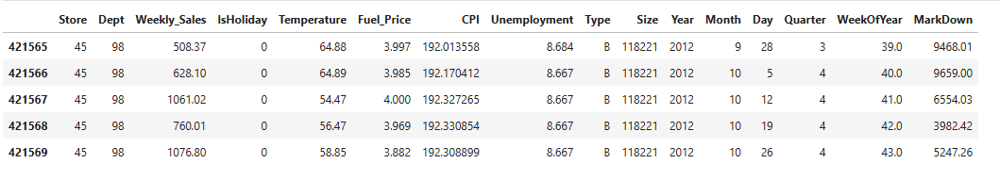 Store Dept Weekly_Sales IsHoliday Temperature Fuel_Price CPI Unemployment Type Size Year Month Day Quarter WeekOfYear MarkDown
421565 45 98 508.37 0 64.88 3.997 192.013558 8.684 B 118221 2012 9 28 3 39.0 9468.01
421566 45 98 628.10 0 64.89 3.985 192.170412 8.667 B 118221 2012 10 5 4 40.0 9659.00
421567 45 98 1061.02 0 54.47 4.000 192.327265 8.667 B 118221 2012 10 12 4 41.0 6554.03
421568 45 98 760.01 0 56.47 3.969 192.330854 8.667 B 118221 2012 10 19 4 42.0 3982.42
421569 45 98 1076.80 0 58.85 3.882 192.308899 8.667 B 118221 2012 10 26 4 43.0 5247.26